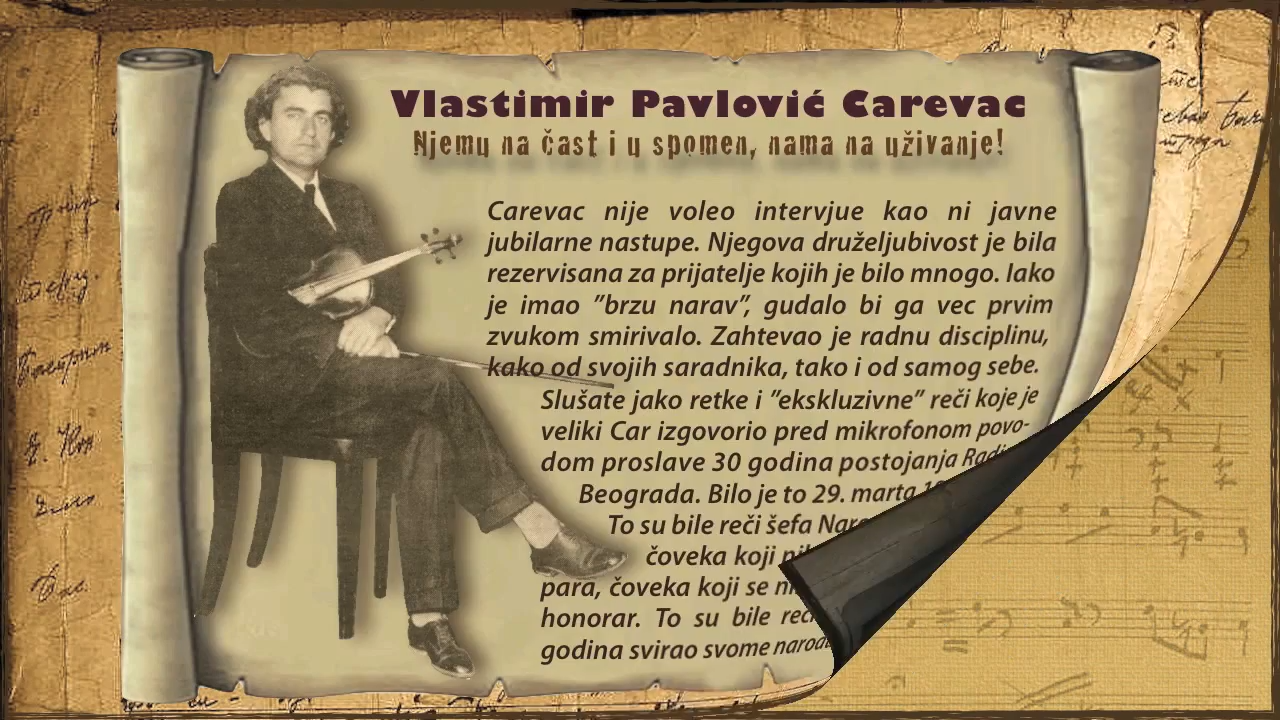 Vlastimir Pavlović Carevac
Njemu na čast i u spomen, nama na uživanje!
Carevac nije voleo intervjue kao ni javne
jubilarne nastupe. Njegova druželjubivost je bila
rezervisana za prijatelje kojih je bilo mnogo. Iako
je imao ”brzu narav”, gudalo bi ga vec prvim
zvukom smirivalo. Zahtevao je radnu disciplinu,
kako od svojih saradnika, tako i od samog sebe.
Slušate jako retke i ”ekskluzivne” reči koje je
veliki Car izgovorio pred mikrofonom povo-
dom proslave 30 godina postojanja
Beograda. Bilo je to 29. marta
To su bile reči šefa
čoveka koji
para, čoveka koji se
honorar. To su bile
godina svirao svome